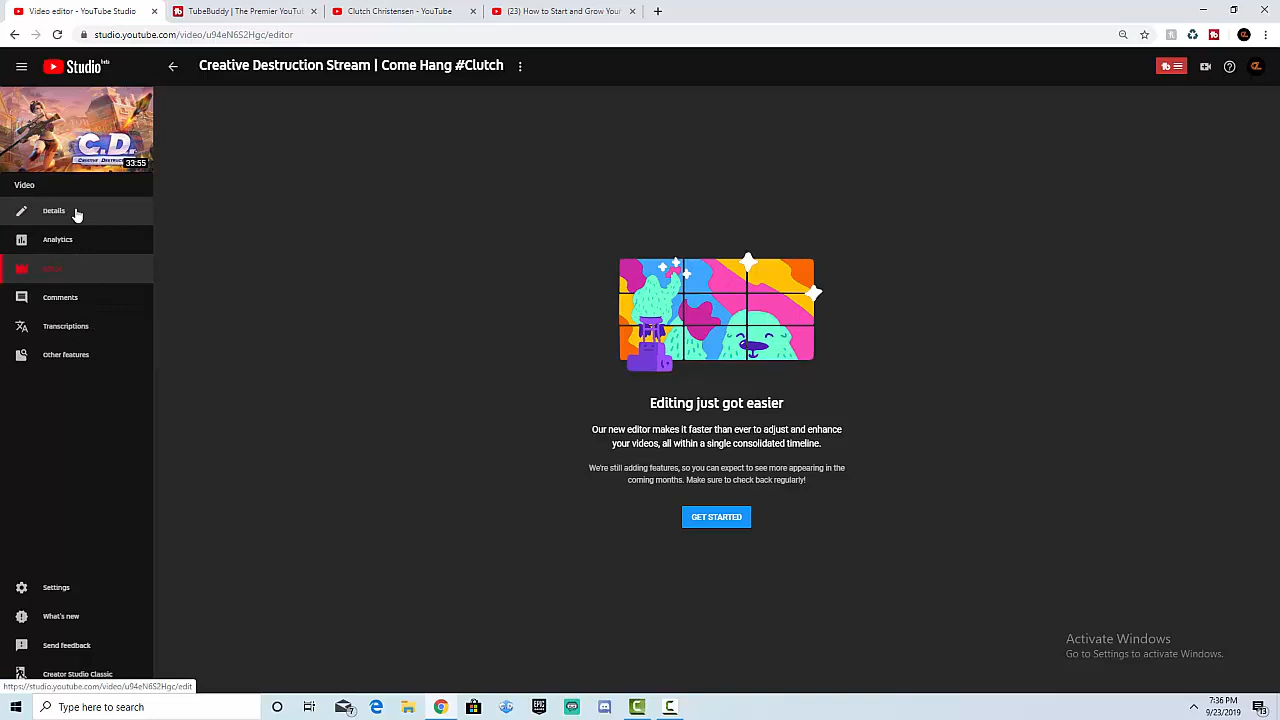 Video editor - YouTube Studio
TubeBuddy | The Premier YouTu
Clutch Christensen - YouTube
(23) How to Start and Grow Your
studio.youtube.com/video/u94eN6S2Hgc/editor
Studio beta
Creative Destruction Stream | Come Hang #Clutch
C.D.
33:55
Video
Details
Analytics
Comments
Transcriptions
Other features
Editing just got easier
Our new editor makes it faster than ever to adjust and enhance
your videos, all within a single consolidated timeline.
We're still adding features, so you can expect to see more appearing in the
coming months. Make sure to check back regularly!
GET STARTED
Settings
What's new
Send feedback
Creator Studio Classic
Activate Windows
Go to Settings to activate Windows.
https://studio.youtube.com/video/u94eN6S2Hgc/edit
Type here to search
7:36 PM
9/23/2019